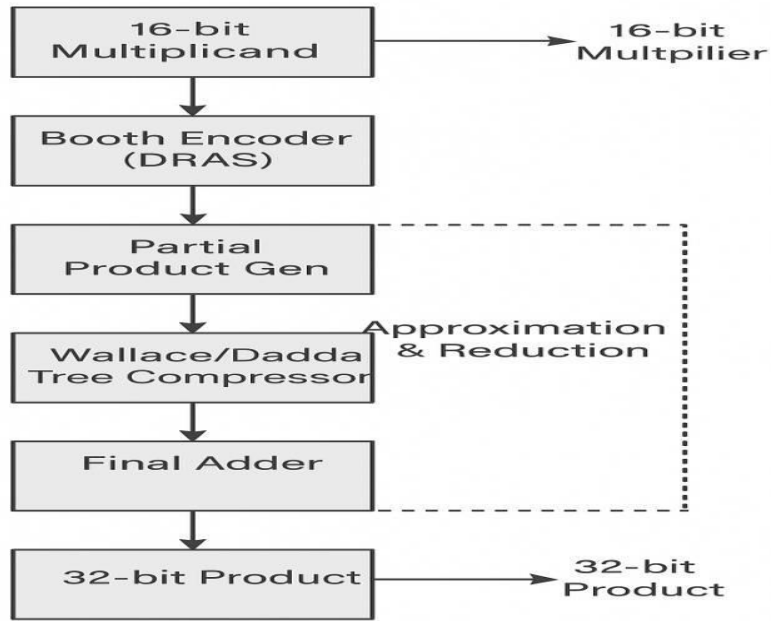 16-bit
Multiplicand
16-bit
Multpilier
Booth Encoder
(DRAS)
Partial
Product Gen
Approximation
& Reduction
Wallace/Dadda
Tree Compressor
Final Adder
32-bit Product
32-bit
Product